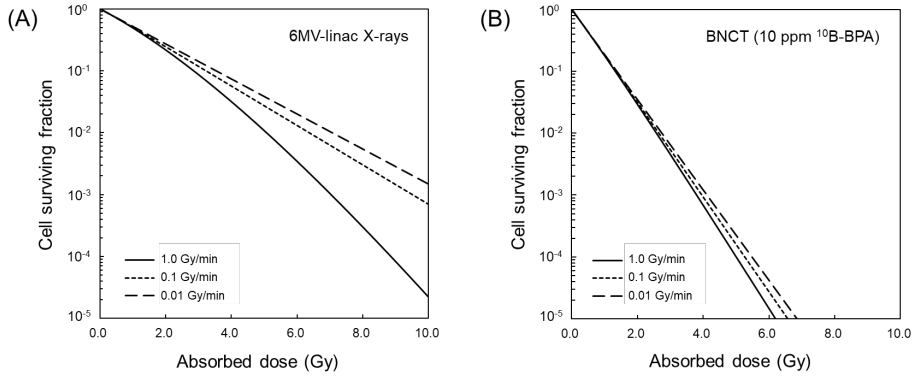 (A)
6MV-linac X-rays
Cell surviving fraction
10⁰
10⁻¹
10⁻²
10⁻³
10⁻⁴
10⁻⁵
1.0 Gy/min
0.1 Gy/min
0.01 Gy/min
0.0 2.0 4.0 6.0 8.0 10.0
Absorbed dose (Gy)
(B)
BNCT (10 ppm ¹⁰B-BPA)
Cell surviving fraction
10⁰
10⁻¹
10⁻²
10⁻³
10⁻⁴
10⁻⁵
1.0 Gy/min
0.1 Gy/min
0.01 Gy/min
0.0 2.0 4.0 6.0 8.0 10.0
Absorbed dose (Gy)